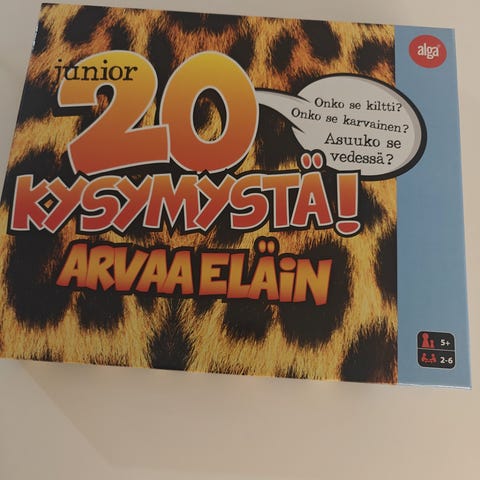 junior
20
KYSYMYSTÄ!
ARVAA ELÄiN
Onko se kiltti?
Onko se karvainen?
Asuuko se
vedessä?
alga
5+
2-6